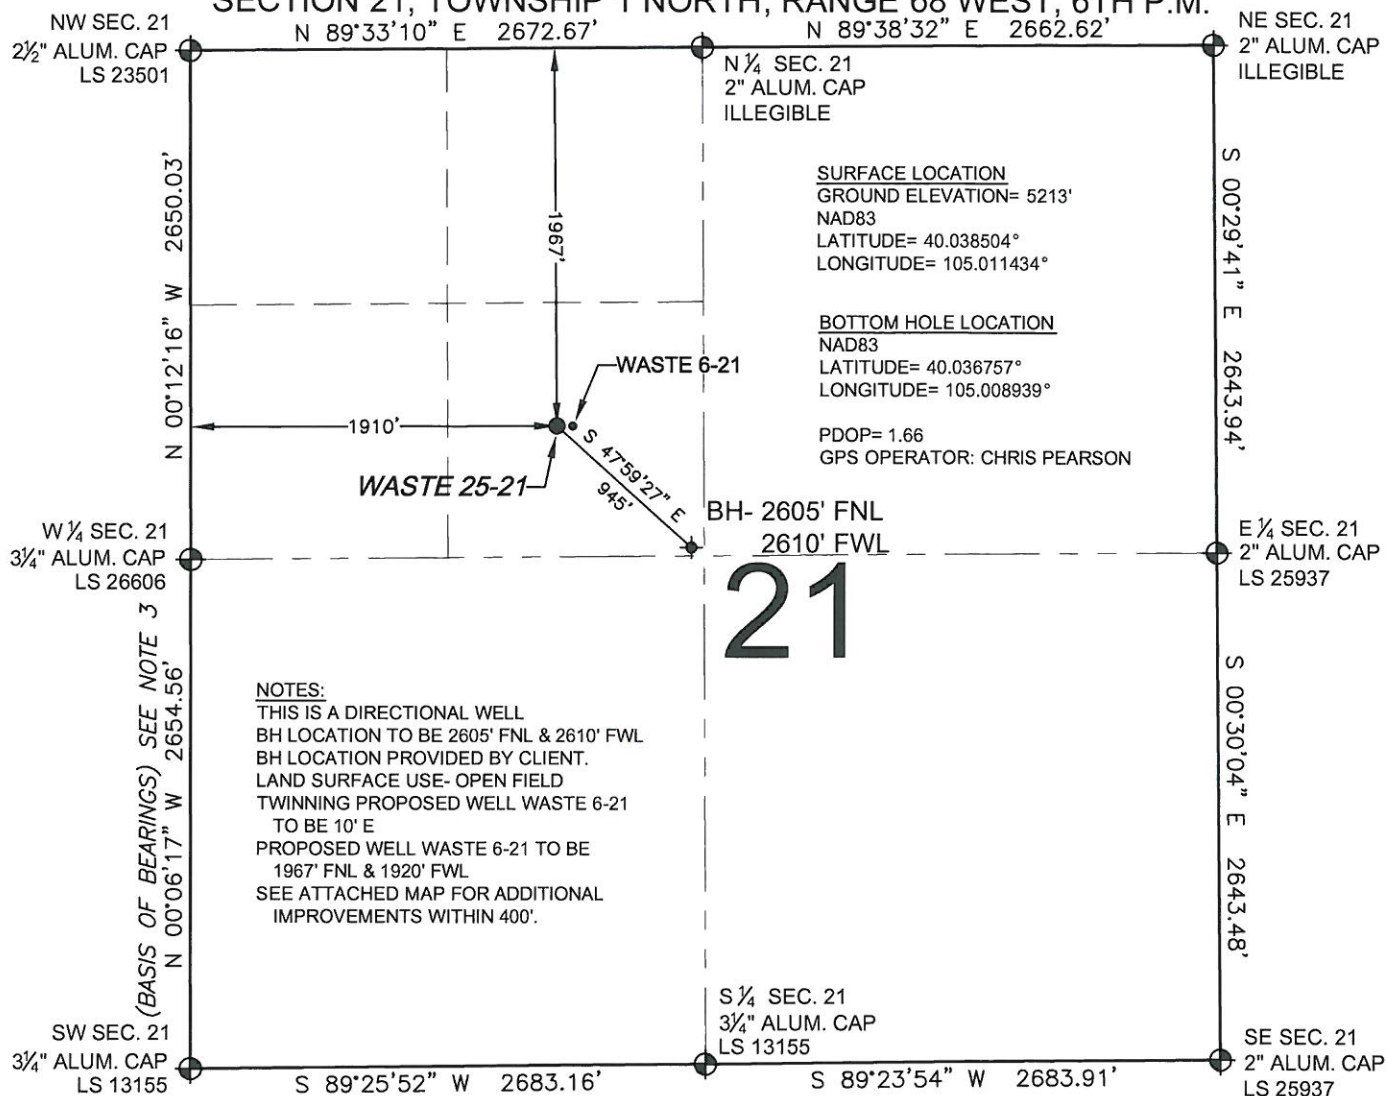 SECTION 21, TOWNSHIP 1 NORTH, RANGE 68 WEST, 6TH P.M.
NW SEC. 21
2½" ALUM. CAP
LS 23501
N 89°33'10" E 2672.67'
N 89°38'32" E 2662.62'
NE SEC. 21
2" ALUM. CAP
ILLEGIBLE
N ¼ SEC. 21
2" ALUM. CAP
ILLEGIBLE
N 00°12'16" W 2650.03'
1967'
SURFACE LOCATION
GROUND ELEVATION= 5213'
NAD83
LATITUDE= 40.038504°
LONGITUDE= 105.011434°
BOTTOM HOLE LOCATION
NAD83
LATITUDE= 40.036757°
LONGITUDE= 105.008939°
PDOP= 1.66
GPS OPERATOR: CHRIS PEARSON
S 00°29'41" E 2643.94'
WASTE 6-21
1910'
WASTE 25-21
S 47°59'27" E
945'
BH- 2605' FNL
2610' FWL
W ¼ SEC. 21
3¼" ALUM. CAP
LS 26606
E ¼ SEC. 21
2" ALUM. CAP
LS 25937
21
(BASIS OF BEARINGS) SEE NOTE 3
N 00°06'17" W 2654.56'
NOTES:
THIS IS A DIRECTIONAL WELL
BH LOCATION TO BE 2605' FNL & 2610' FWL
BH LOCATION PROVIDED BY CLIENT.
LAND SURFACE USE- OPEN FIELD
TWINNING PROPOSED WELL WASTE 6-21
TO BE 10' E
PROPOSED WELL WASTE 6-21 TO BE
1967' FNL & 1920' FWL
SEE ATTACHED MAP FOR ADDITIONAL
IMPROVEMENTS WITHIN 400'.
S 00°30'04" E 2643.48'
SW SEC. 21
3¼" ALUM. CAP
LS 13155
S 89°25'52" W 2683.16'
S ¼ SEC. 21
3¼" ALUM. CAP
LS 13155
S 89°23'54" W 2683.91'
SE SEC. 21
2" ALUM. CAP
LS 25937